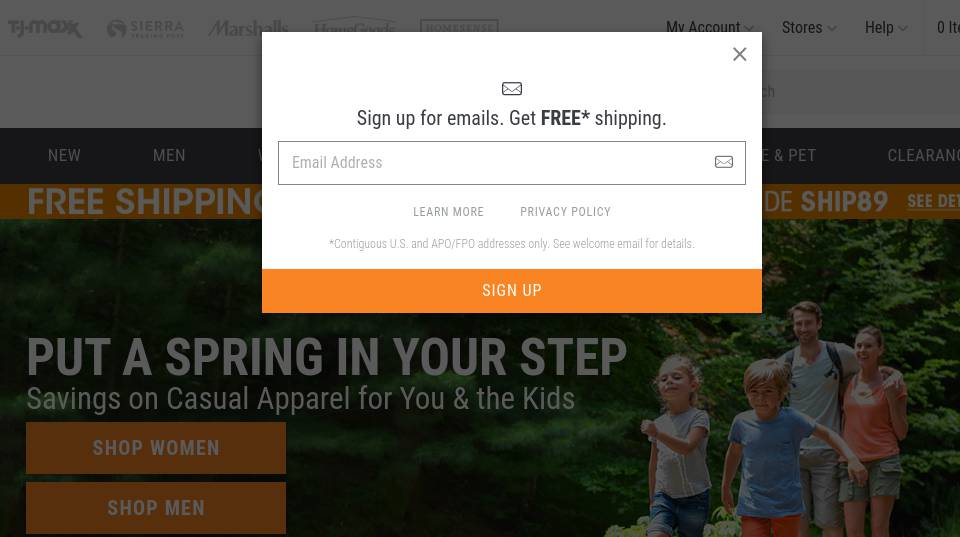 T·J·maxx SIERRA TRADING POST Marshalls HomeGoods HOMESENSE My Account Stores Help 0 Ite
ch
Sign up for emails. Get FREE* shipping.
Email Address
NEW MEN E & PET CLEARANC
FREE SHIPPING DE SHIP89 SEE DET
LEARN MORE PRIVACY POLICY
*Contiguous U.S. and APO/FPO addresses only. See welcome email for details.
SIGN UP
PUT A SPRING IN YOUR STEP
Savings on Casual Apparel for You & the Kids
SHOP WOMEN
SHOP MEN